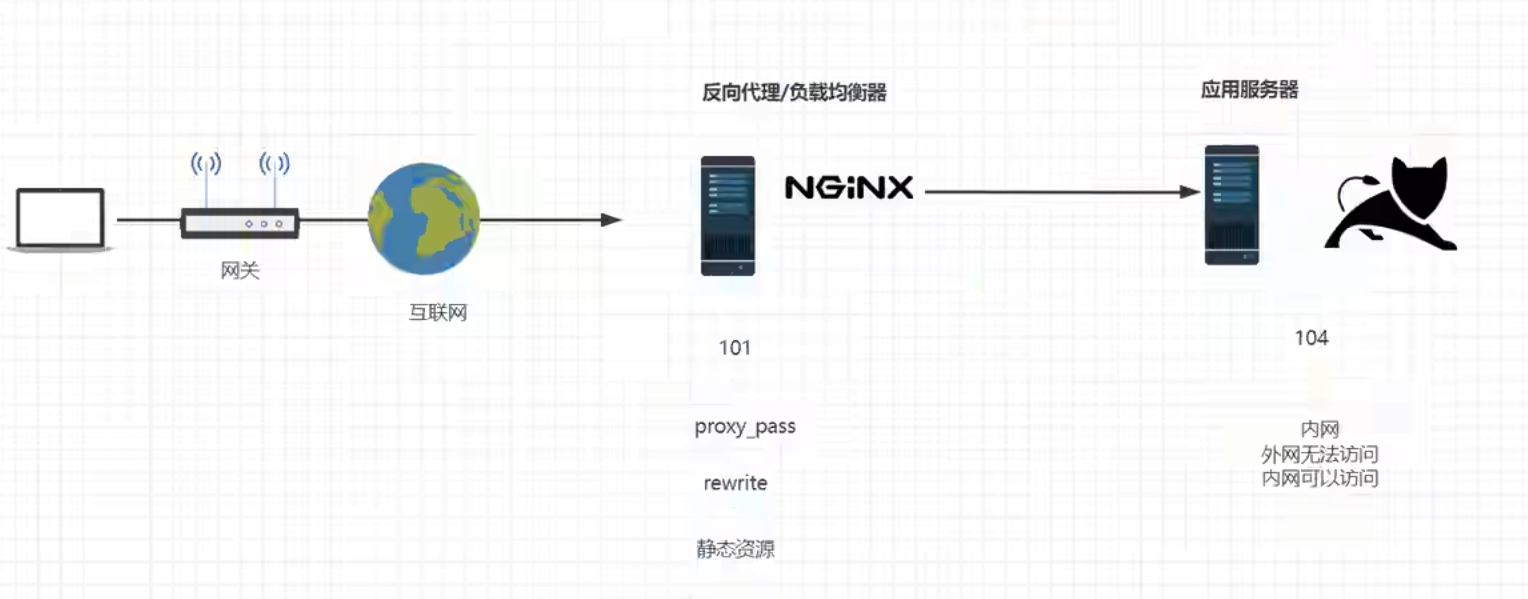 反向代理/负载均衡器
应用服务器
NGiNX
网关
互联网
101
104
proxy_pass
rewrite
静态资源
内网
外网无法访问
内网可以访问